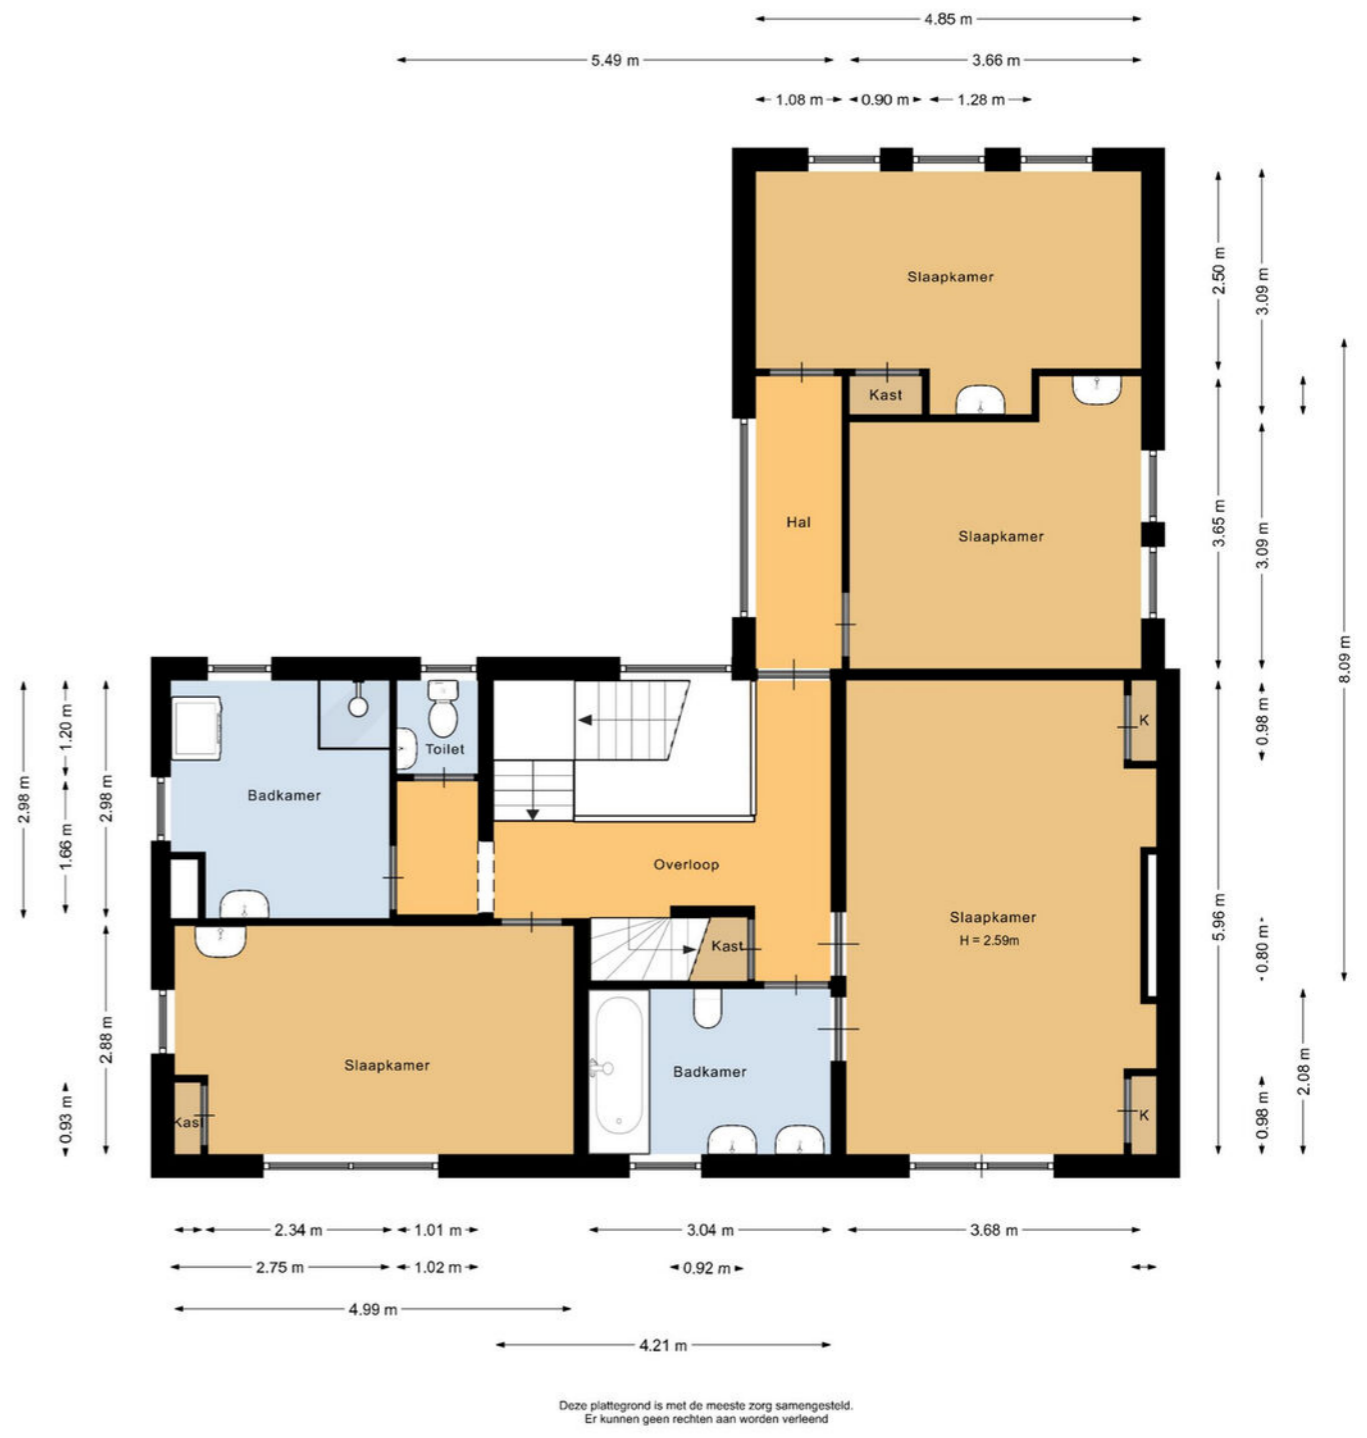 4.85 m
5.49 m
3.66 m
1.08 m
0.90 m
1.28 m
Slaapkamer
2.50 m
3.09 m
Kast
Hal
Slaapkamer
3.65 m
3.09 m
8.09 m
2.98 m
1.20 m
1.66 m
2.98 m
Toilet
Badkamer
Overloop
K
0.98 m
Slaapkamer
H = 2.59m
5.96 m
0.80 m
Kast
2.88 m
0.93 m
Slaapkamer
Kast
Badkamer
K
0.98 m
2.08 m
2.34 m
1.01 m
3.04 m
3.68 m
2.75 m
1.02 m
0.92 m
4.99 m
4.21 m
Deze plattegrond is met de meeste zorg samengesteld.
Er kunnen geen rechten aan worden verleend